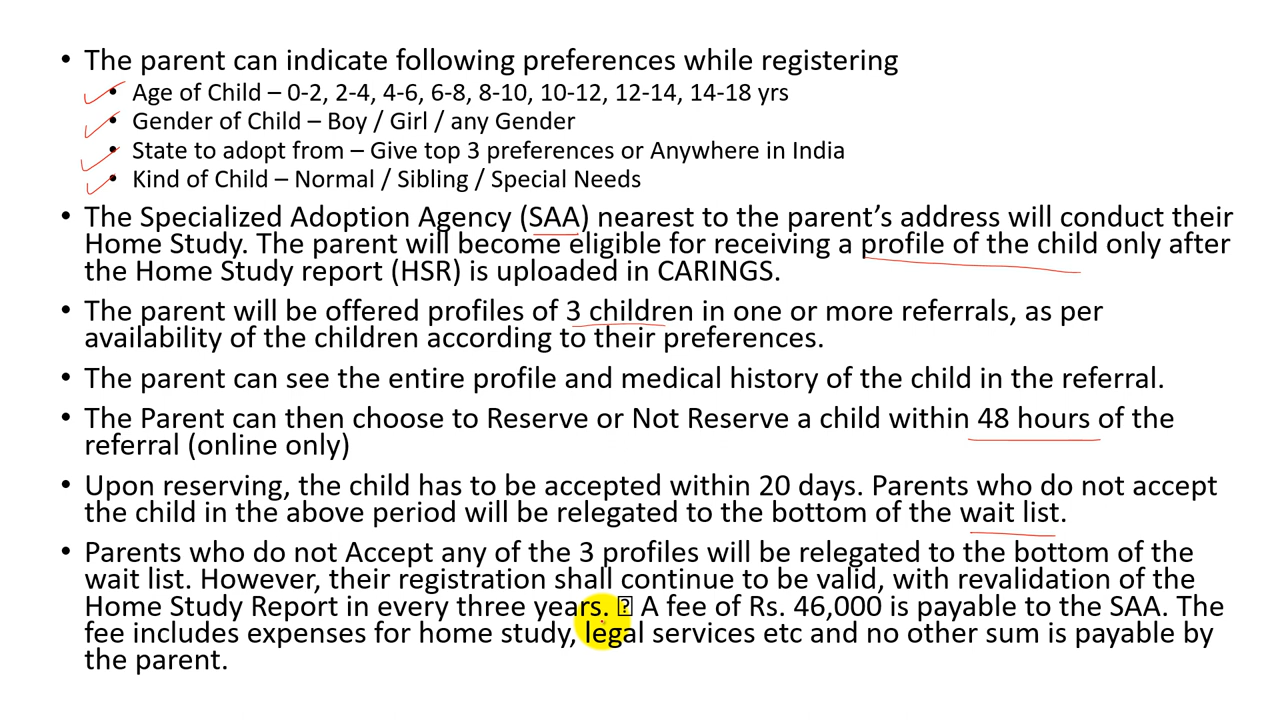 • The parent can indicate following preferences while registering
• Age of Child – 0-2, 2-4, 4-6, 6-8, 8-10, 10-12, 12-14, 14-18 yrs
• Gender of Child – Boy / Girl / any Gender
• State to adopt from – Give top 3 preferences or Anywhere in India
• Kind of Child – Normal / Sibling / Special Needs
• The Specialized Adoption Agency (SAA) nearest to the parent’s address will conduct their
Home Study. The parent will become eligible for receiving a profile of the child only after
the Home Study report (HSR) is uploaded in CARINGS.
• The parent will be offered profiles of 3 children in one or more referrals, as per
availability of the children according to their preferences.
• The parent can see the entire profile and medical history of the child in the referral.
• The Parent can then choose to Reserve or Not Reserve a child within 48 hours of the
referral (online only)
• Upon reserving, the child has to be accepted within 20 days. Parents who do not accept
the child in the above period will be relegated to the bottom of the wait list.
• Parents who do not Accept any of the 3 profiles will be relegated to the bottom of the
wait list. However, their registration shall continue to be valid, with revalidation of the
Home Study Report in every three years. ⍰ A fee of Rs. 46,000 is payable to the SAA. The
fee includes expenses for home study, legal services etc and no other sum is payable by
the parent.